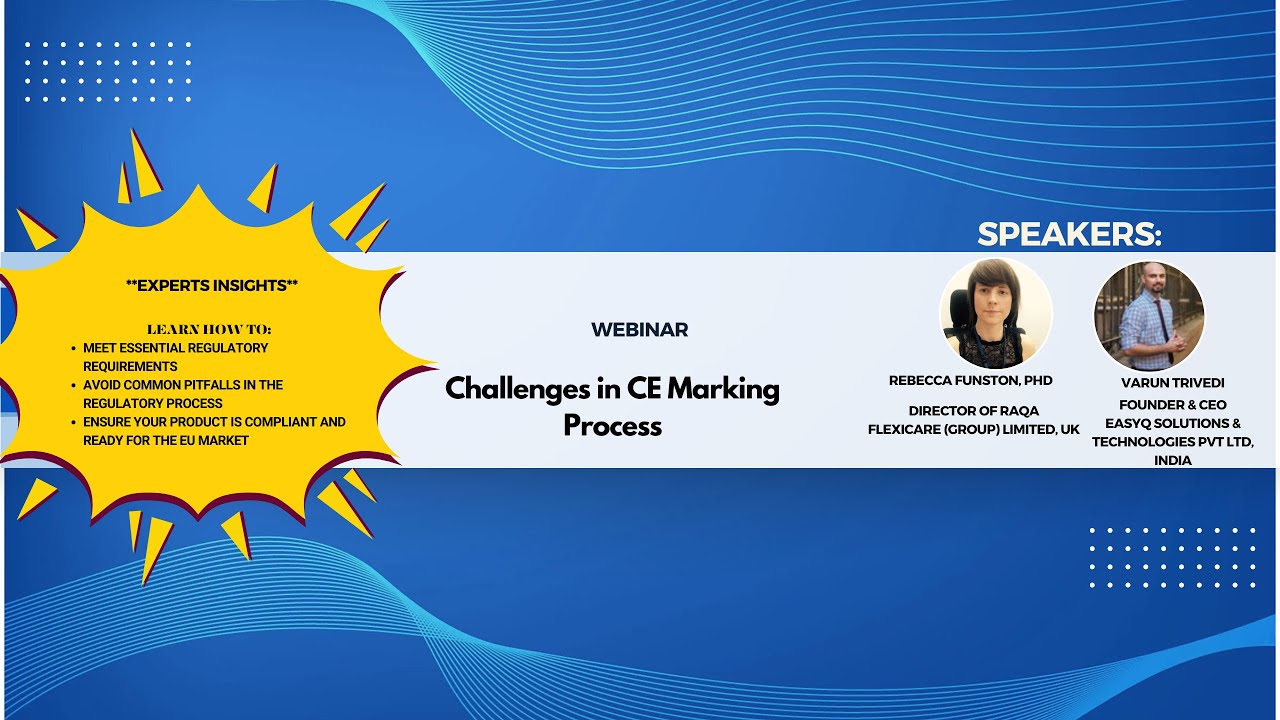 **EXPERTS INSIGHTS**
LEARN HOW TO:
• MEET ESSENTIAL REGULATORY
REQUIREMENTS
• AVOID COMMON PITFALLS IN THE
REGULATORY PROCESS
• ENSURE YOUR PRODUCT IS COMPLIANT AND
READY FOR THE EU MARKET
WEBINAR
Challenges in CE Marking
Process
SPEAKERS:
REBECCA FUNSTON, PHD
DIRECTOR OF RAQA
FLEXICARE (GROUP) LIMITED, UK
VARUN TRIVEDI
FOUNDER & CEO
EASYQ SOLUTIONS &
TECHNOLOGIES PVT LTD,
INDIA